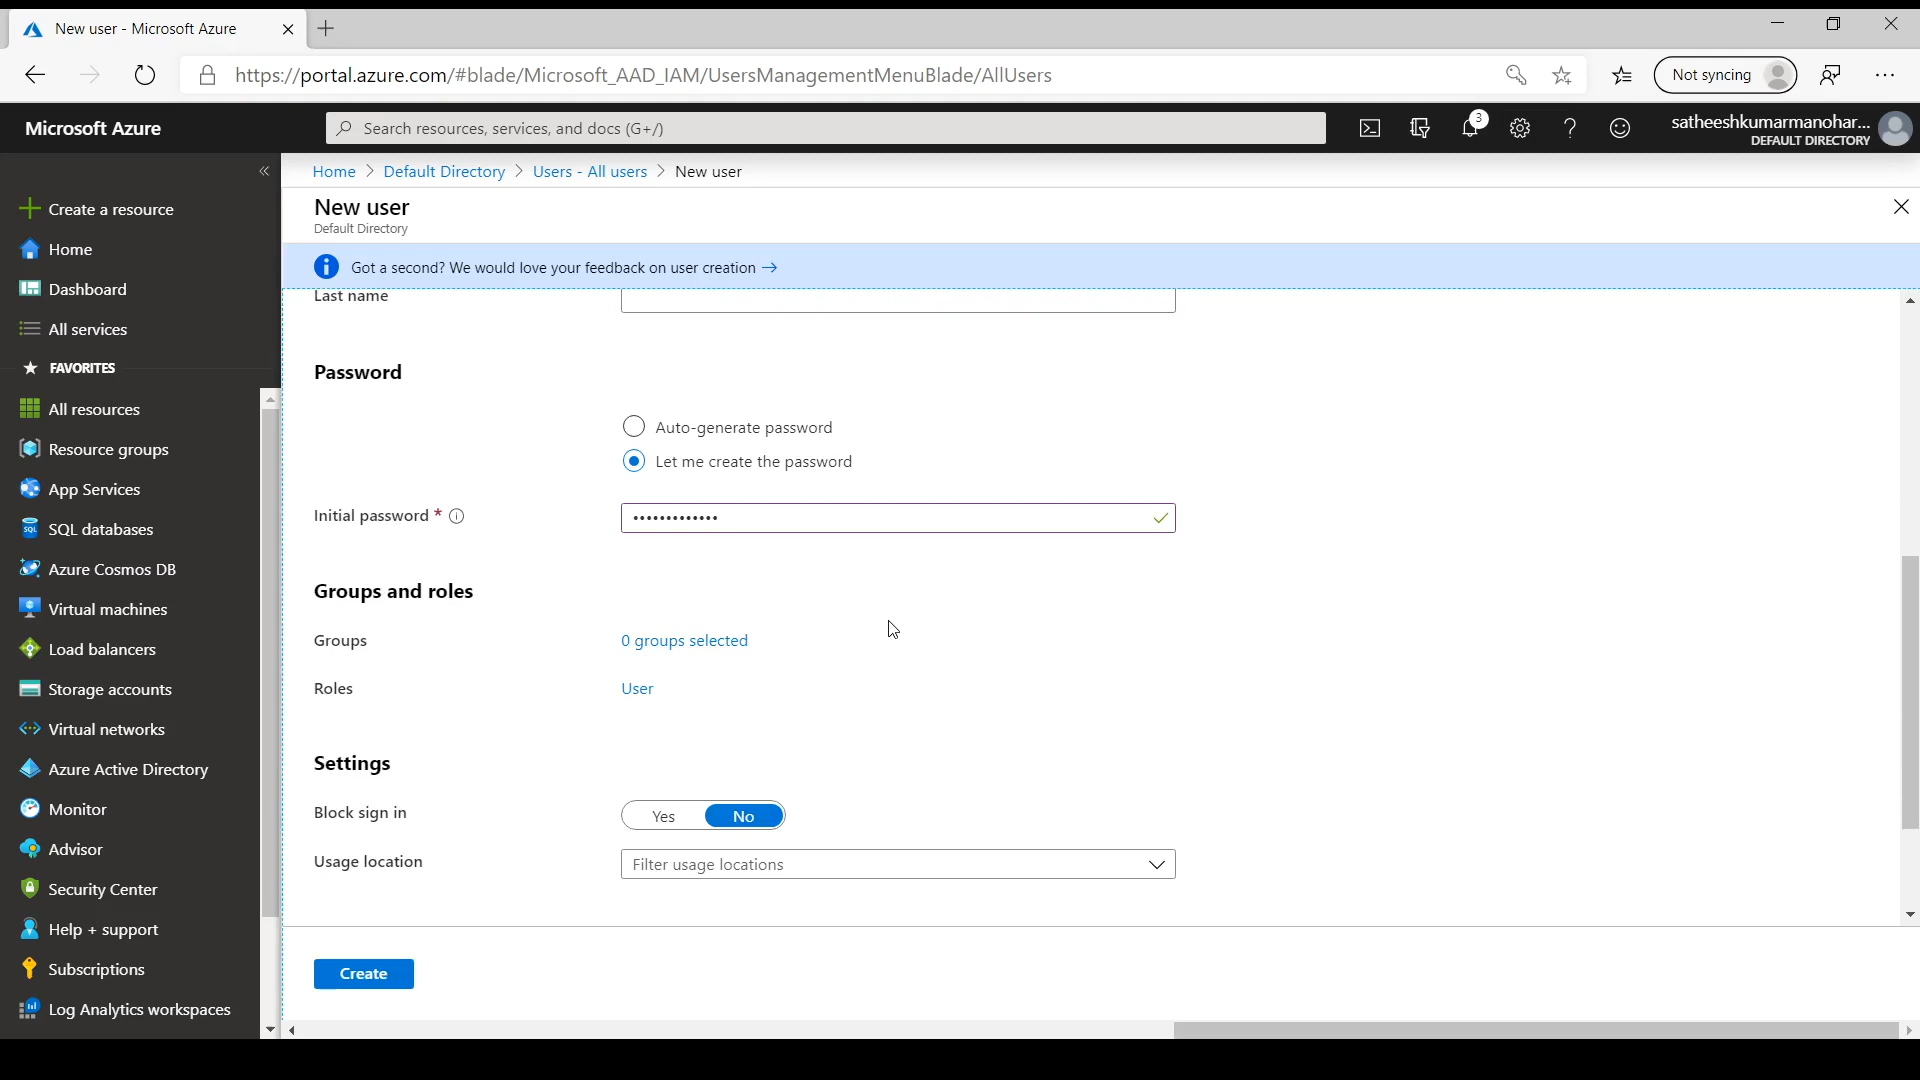 New user - Microsoft Azure
https://portal.azure.com/#blade/Microsoft_AAD_IAM/UsersManagementMenuBlade/AllUsers
Not syncing
Microsoft Azure
Search resources, services, and docs (G+/)
3
satheeshkumarmanohar...
DEFAULT DIRECTORY
Home > Default Directory > Users - All users > New user
New user
Default Directory
Got a second? We would love your feedback on user creation →
Create a resource
Home
Dashboard
All services
FAVORITES
All resources
Resource groups
App Services
SQL databases
Azure Cosmos DB
Virtual machines
Load balancers
Storage accounts
Virtual networks
Azure Active Directory
Monitor
Advisor
Security Center
Help + support
Subscriptions
Log Analytics workspaces
Last name
Password
Auto-generate password
Let me create the password
Initial password *
•••••••••••••
Groups and roles
Groups
0 groups selected
Roles
User
Settings
Block sign in
Yes No
Usage location
Filter usage locations
Create